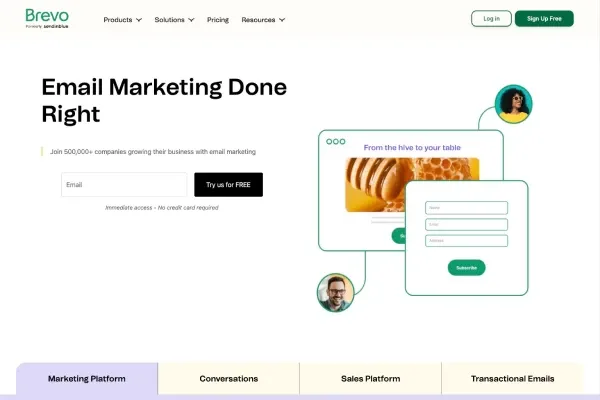 Brevo
Formerly sendinblue
Products
Solutions
Pricing
Resources
Log in
Sign Up Free
Email Marketing Done
Right
Join 500,000+ companies growing their business with email marketing
Email
Try us for FREE
Immediate access - No credit card required
From the hive to your table
Name
Email
Address
Subscribe
Marketing Platform
Conversations
Sales Platform
Transactional Emails